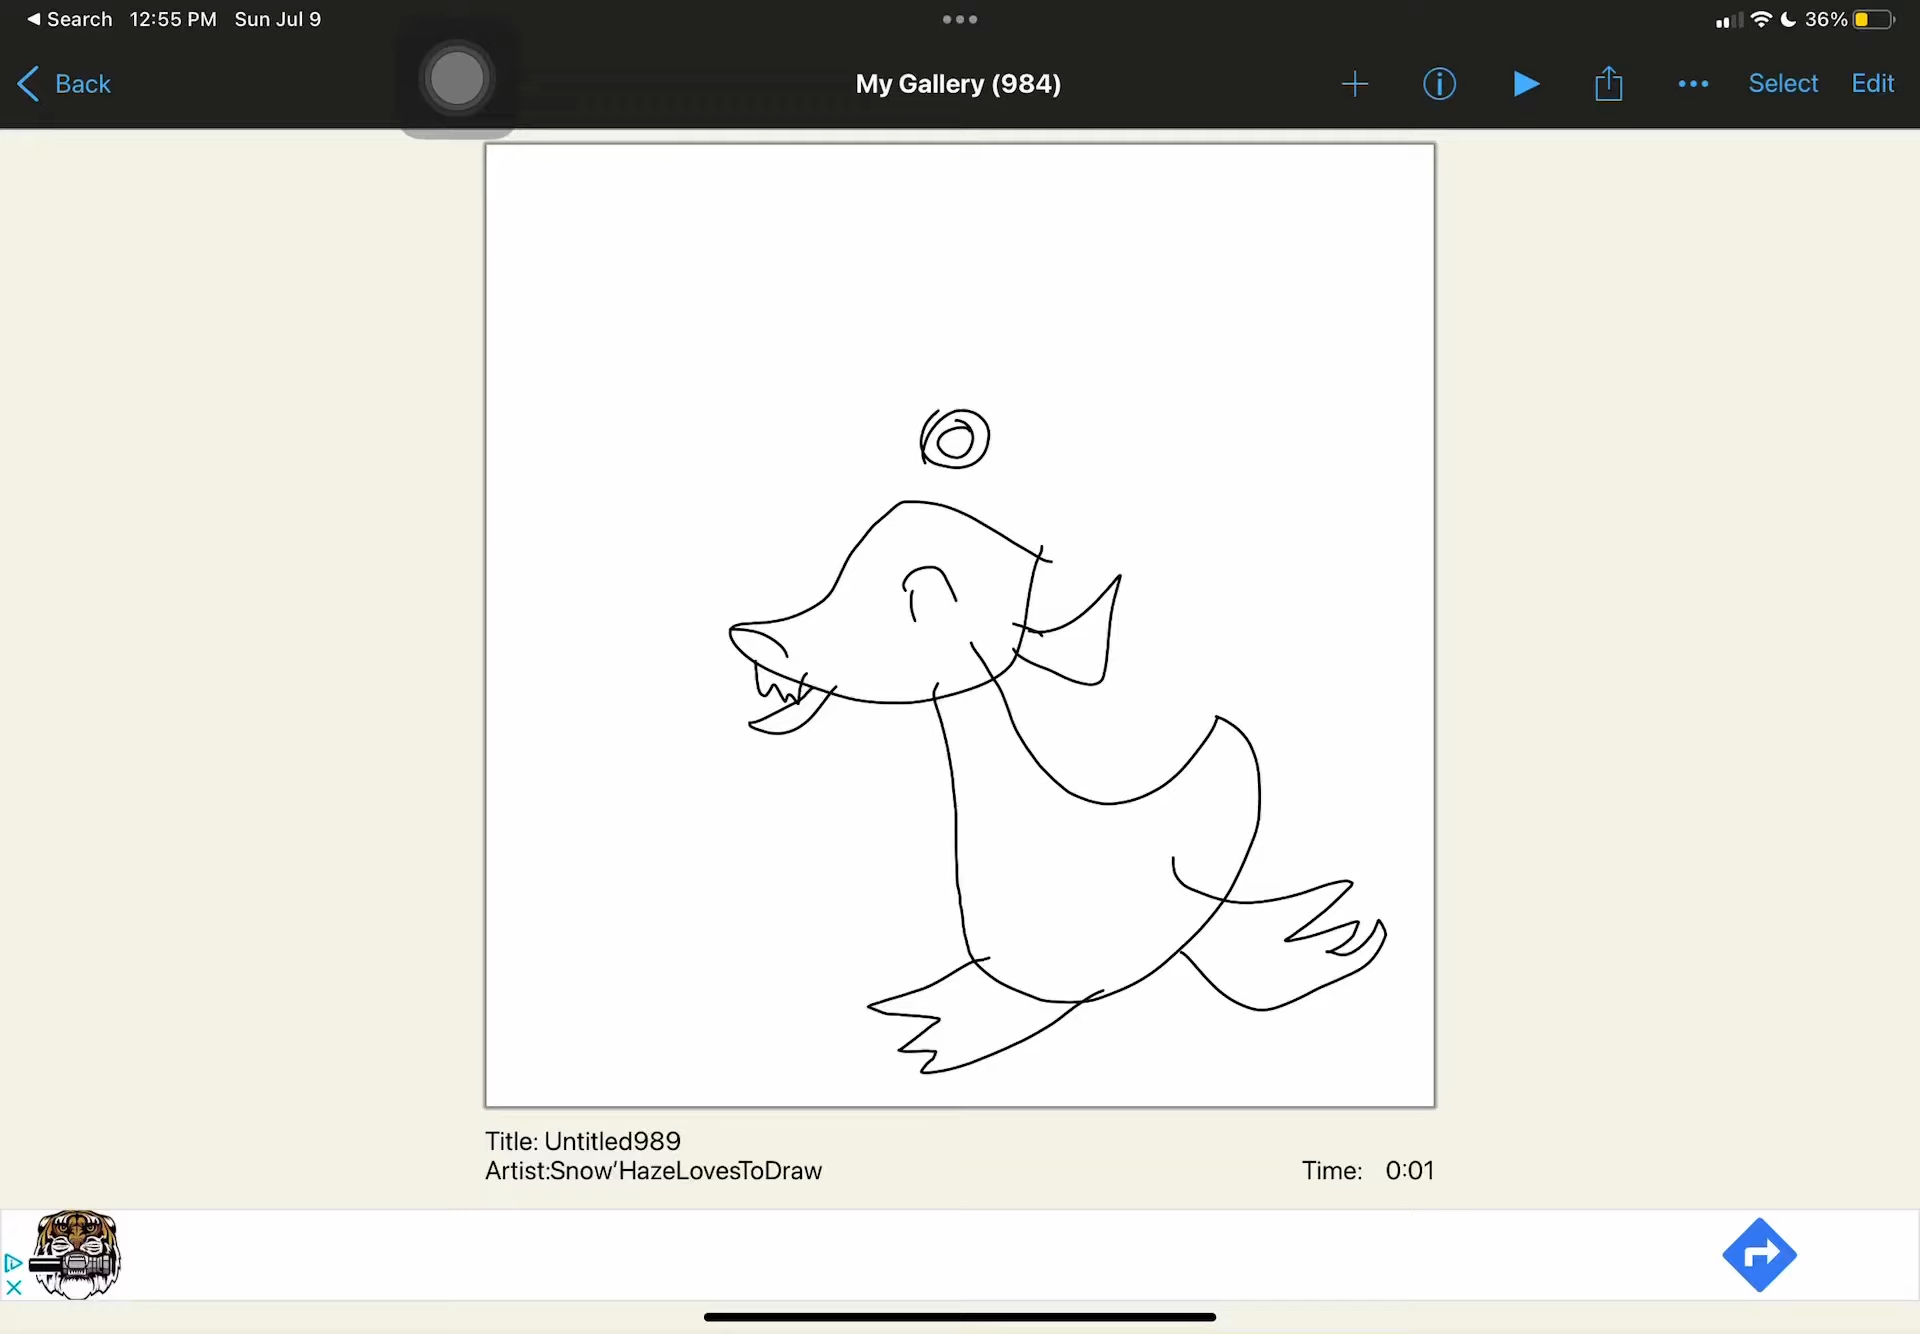 Search 12:55 PM Sun Jul 9 36%
Back My Gallery (984) Select Edit
Title: Untitled989
Artist:Snow'HazeLovesToDraw Time: 0:01